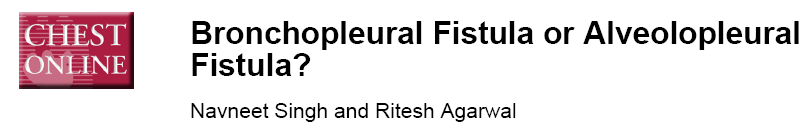 CHEST
ONLINE
Bronchopleural Fistula or Alveolopleural
Fistula?
Navneet Singh and Ritesh Agarwal